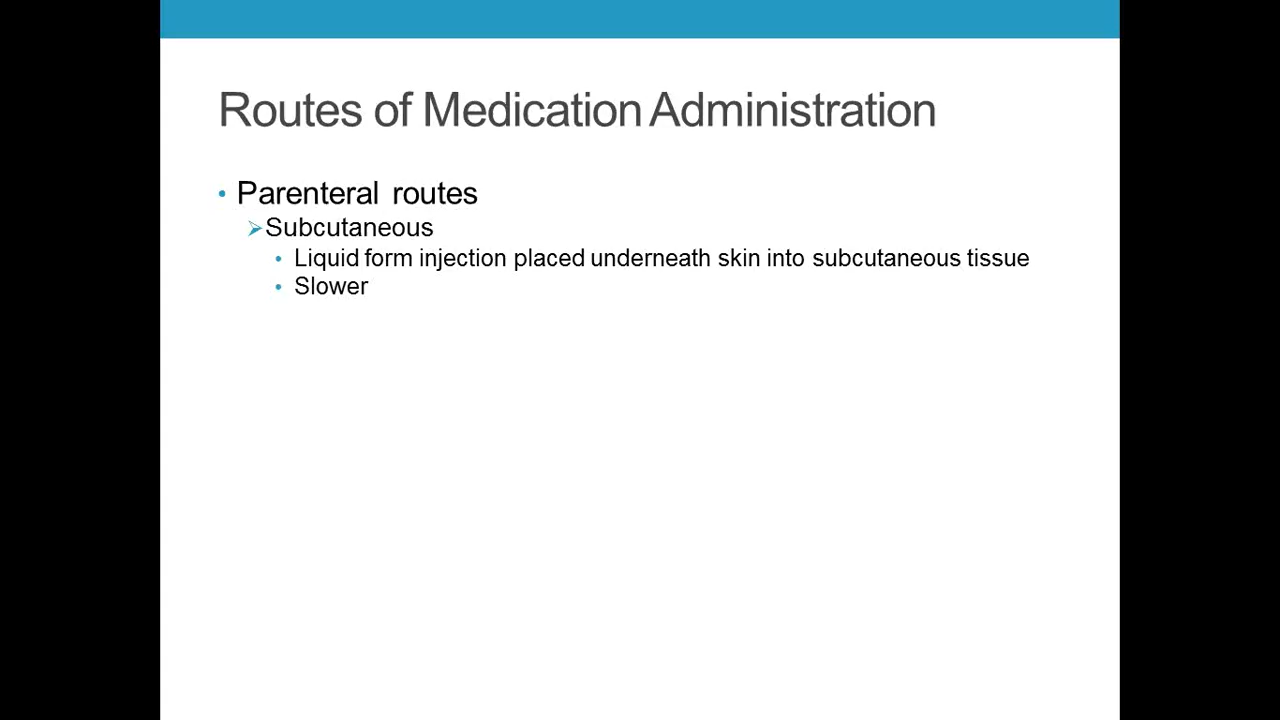 Routes of Medication Administration
• Parenteral routes
➢ Subcutaneous
• Liquid form injection placed underneath skin into subcutaneous tissue
• Slower